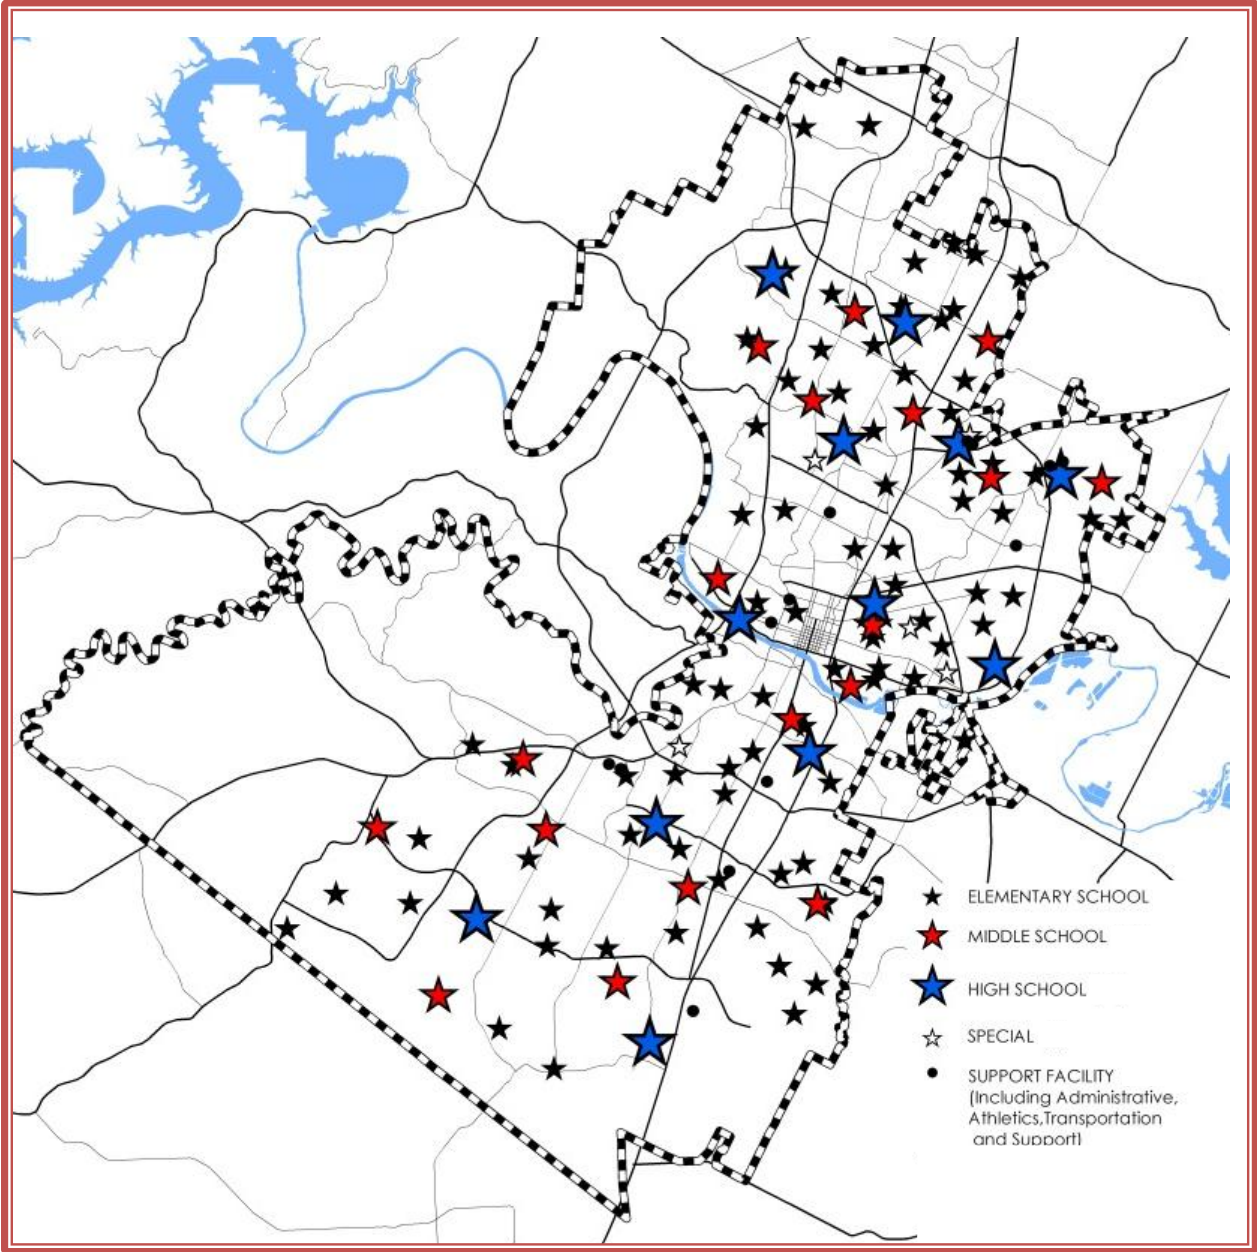 ELEMENTARY SCHOOL
MIDDLE SCHOOL
HIGH SCHOOL
SPECIAL
SUPPORT FACILITY
(Including Administrative,
Athletics,Transportation
and Support)